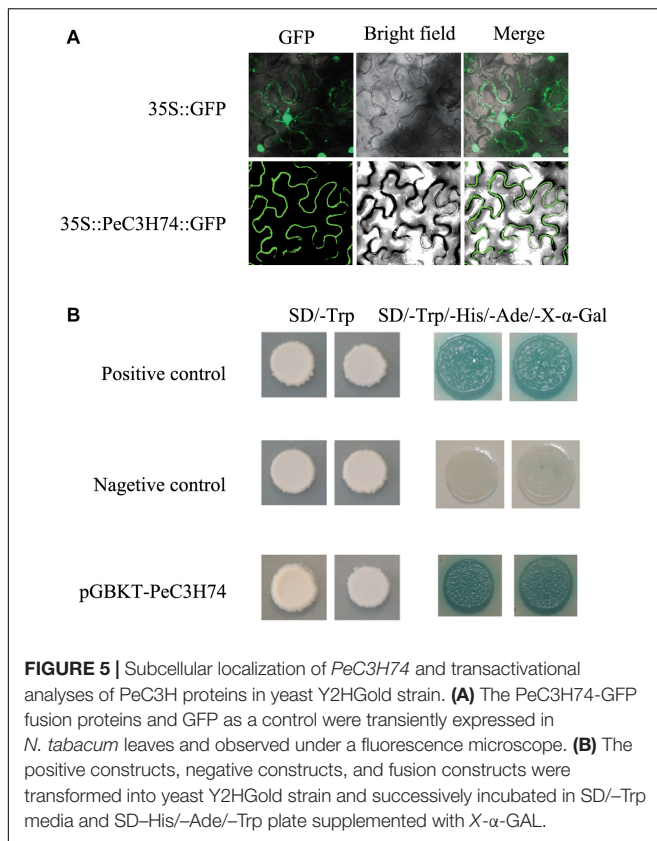 A
GFP Bright field Merge
35S::GFP
35S::PeC3H74::GFP
B
SD/-Trp SD/-Trp/-His/-Ade/-X-α-Gal
Positive control
Nagetive control
pGBKT-PeC3H74
FIGURE 5 | Subcellular localization of PeC3H74 and transactivational
analyses of PeC3H proteins in yeast Y2HGold strain. (A) The PeC3H74-GFP
fusion proteins and GFP as a control were transiently expressed in
N. tabacum leaves and observed under a fluorescence microscope. (B) The
positive constructs, negative constructs, and fusion constructs were
transformed into yeast Y2HGold strain and successively incubated in SD/–Trp
media and SD–His/–Ade/–Trp plate supplemented with X-α-GAL.